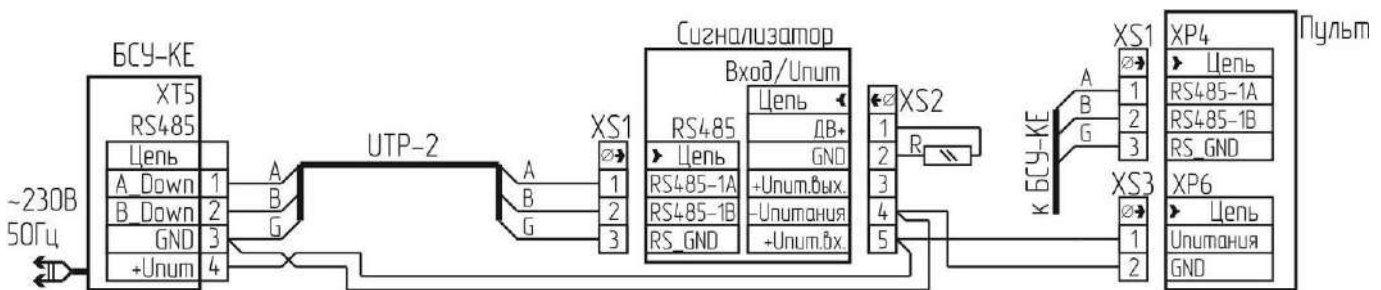 БСУ-КЕ
XT5
RS485
Цепь
A_Down 1
B_Down 2
GND 3
+Uпит 4
~230В
50Гц
A
B
G
UTP-2
A
B
G
XS1
1
2
3
Сигнализатор
Вход/Uпит
RS485
Цепь
RS485-1A
RS485-1B
RS_GND
Цепь
ДВ+
GND
+Uпит.вых.
-Uпитания
+Uпит.вх.
XS2
1
2
3
4
5
R
к БСУ-КЕ
A
B
G
XS1
1
2
3
XS3
1
2
Пульт
XP4
Цепь
RS485-1A
RS485-1B
RS_GND
XP6
Цепь
Uпитания
GND